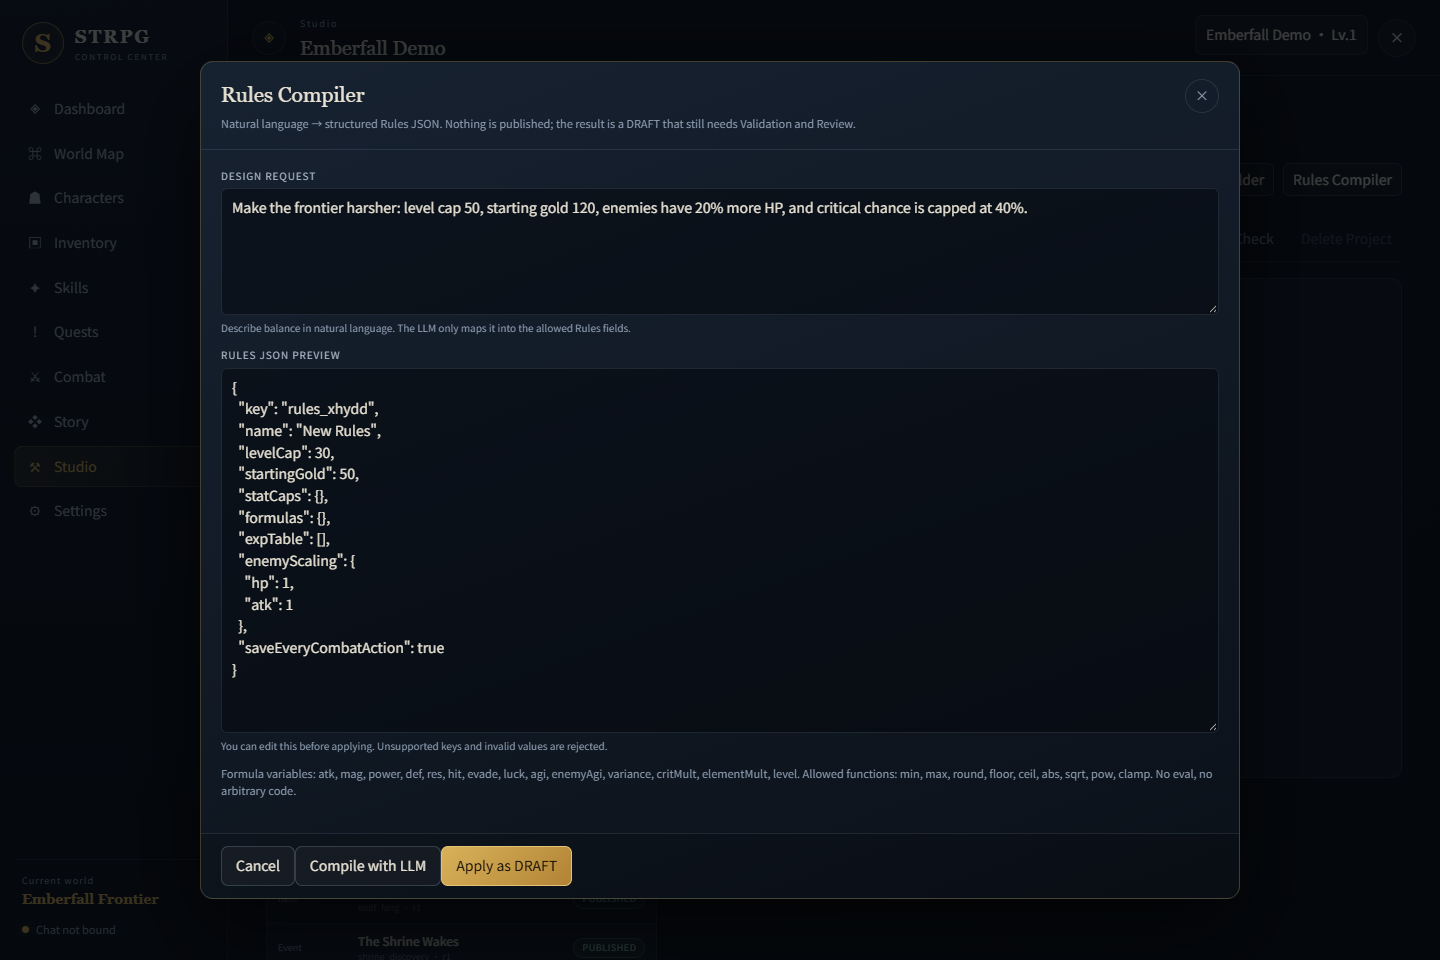 S
STRPG
CONTROL CENTER
Dashboard
World Map
Characters
Inventory
Skills
Quests
Combat
Story
Studio
Settings
Current world
Emberfall Frontier
Chat not bound
Studio
Emberfall Demo
Emberfall Demo • Lv.1
Rules Compiler
Delete Project
Rules Compiler
Natural language → structured Rules JSON. Nothing is published; the result is a DRAFT that still needs Validation and Review.
DESIGN REQUEST
Make the frontier harsher: level cap 50, starting gold 120, enemies have 20% more HP, and critical chance is capped at 40%.
Describe balance in natural language. The LLM only maps it into the allowed Rules fields.
RULES JSON PREVIEW
{
"key": "rules_xhydd",
"name": "New Rules",
"levelCap": 30,
"startingGold": 50,
"statCaps": {},
"formulas": {},
"expTable": [],
"enemyScaling": {
"hp": 1,
"atk": 1
},
"saveEveryCombatAction": true
}
You can edit this before applying. Unsupported keys and invalid values are rejected.
Formula variables: atk, mag, power, def, res, hit, evade, luck, agi, enemyAgi, variance, critMult, elementMult, level. Allowed functions: min, max, round, floor, ceil, abs, sqrt, pow, clamp. No eval, no
arbitrary code.
Cancel
Compile with LLM
Apply as DRAFT
PUBLISHED
Event
The Shrine Wakes
PUBLISHED